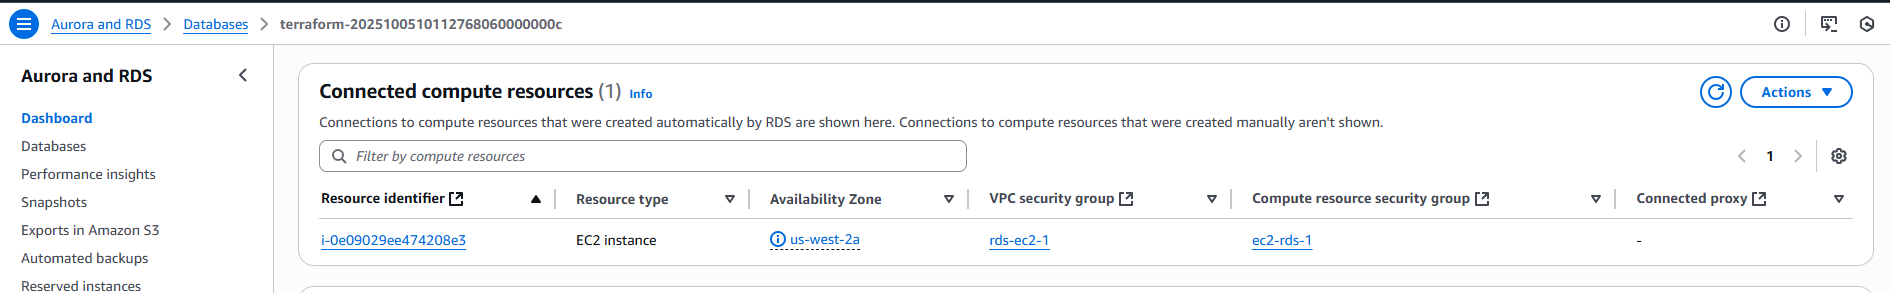 Aurora and RDS > Databases > terraform-20251005101127680600000000c
Aurora and RDS
Dashboard
Databases
Performance insights
Snapshots
Exports in Amazon S3
Automated backups
Reserved instances
Connected compute resources (1) Info
Actions
Connections to compute resources that were created automatically by RDS are shown here. Connections to compute resources that were created manually aren't shown.
Filter by compute resources
1
Resource identifier Resource type Availability Zone VPC security group Compute resource security group Connected proxy
i-0e09029ee474208e3 EC2 instance us-west-2a rds-ec2-1 ec2-rds-1 -